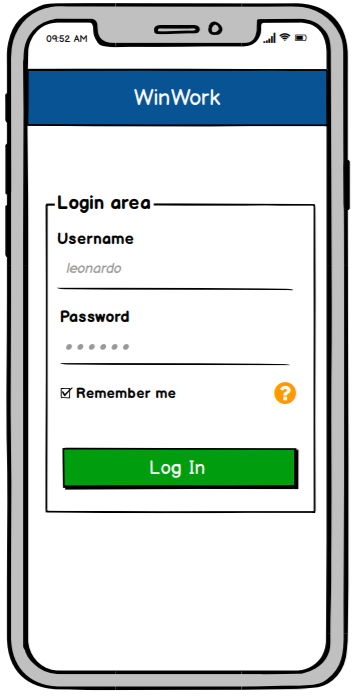 09:52 AM
WinWork
Login area
Username
leonardo
Password
Remember me
?
Log In